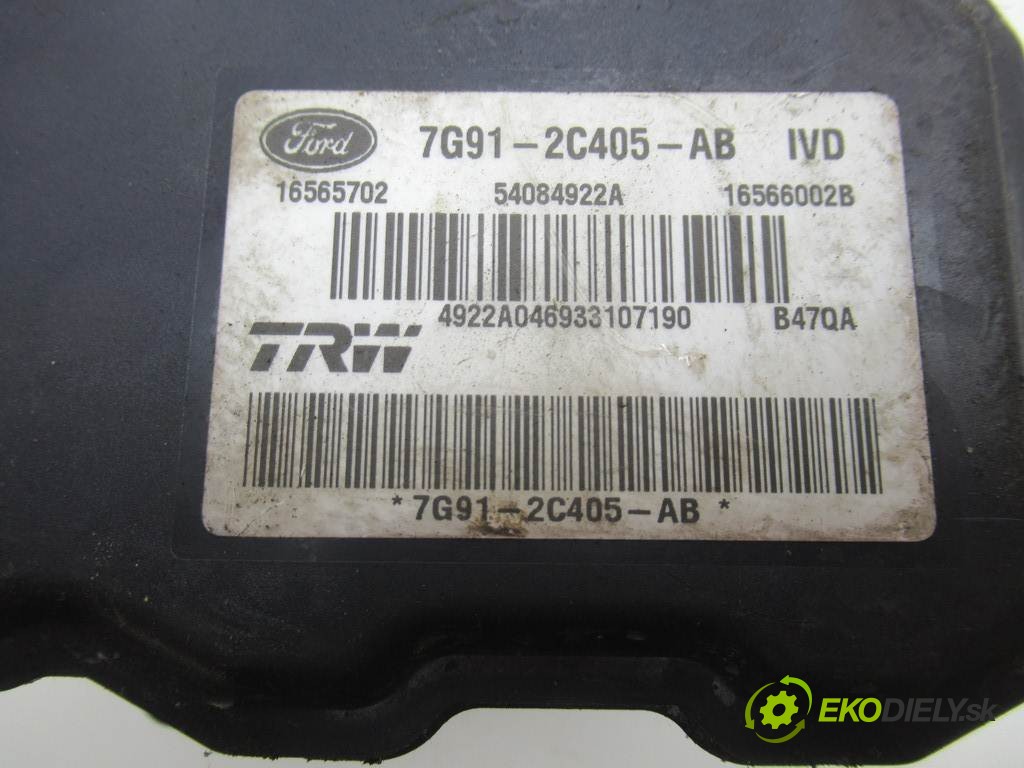 Ford 7G91-2C405-AB IVD
16565702 54084922A 16566002B
4922A046933107190 B47QA
TRW
*7G91-2C405-AB*
EKODIELY.sk